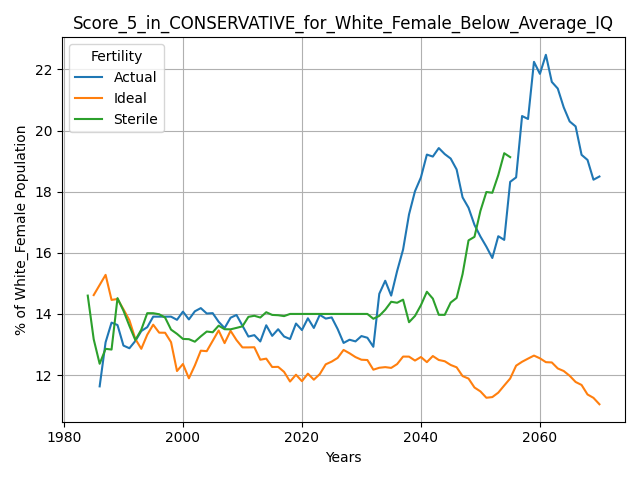 Score_5_in_CONSERVATIVE_for_White_Female_Below_Average_IQ
Fertility
Actual
Ideal
Sterile
% of White_Female Population
22
20
18
16
14
12
1980
2000
2020
2040
2060
Years